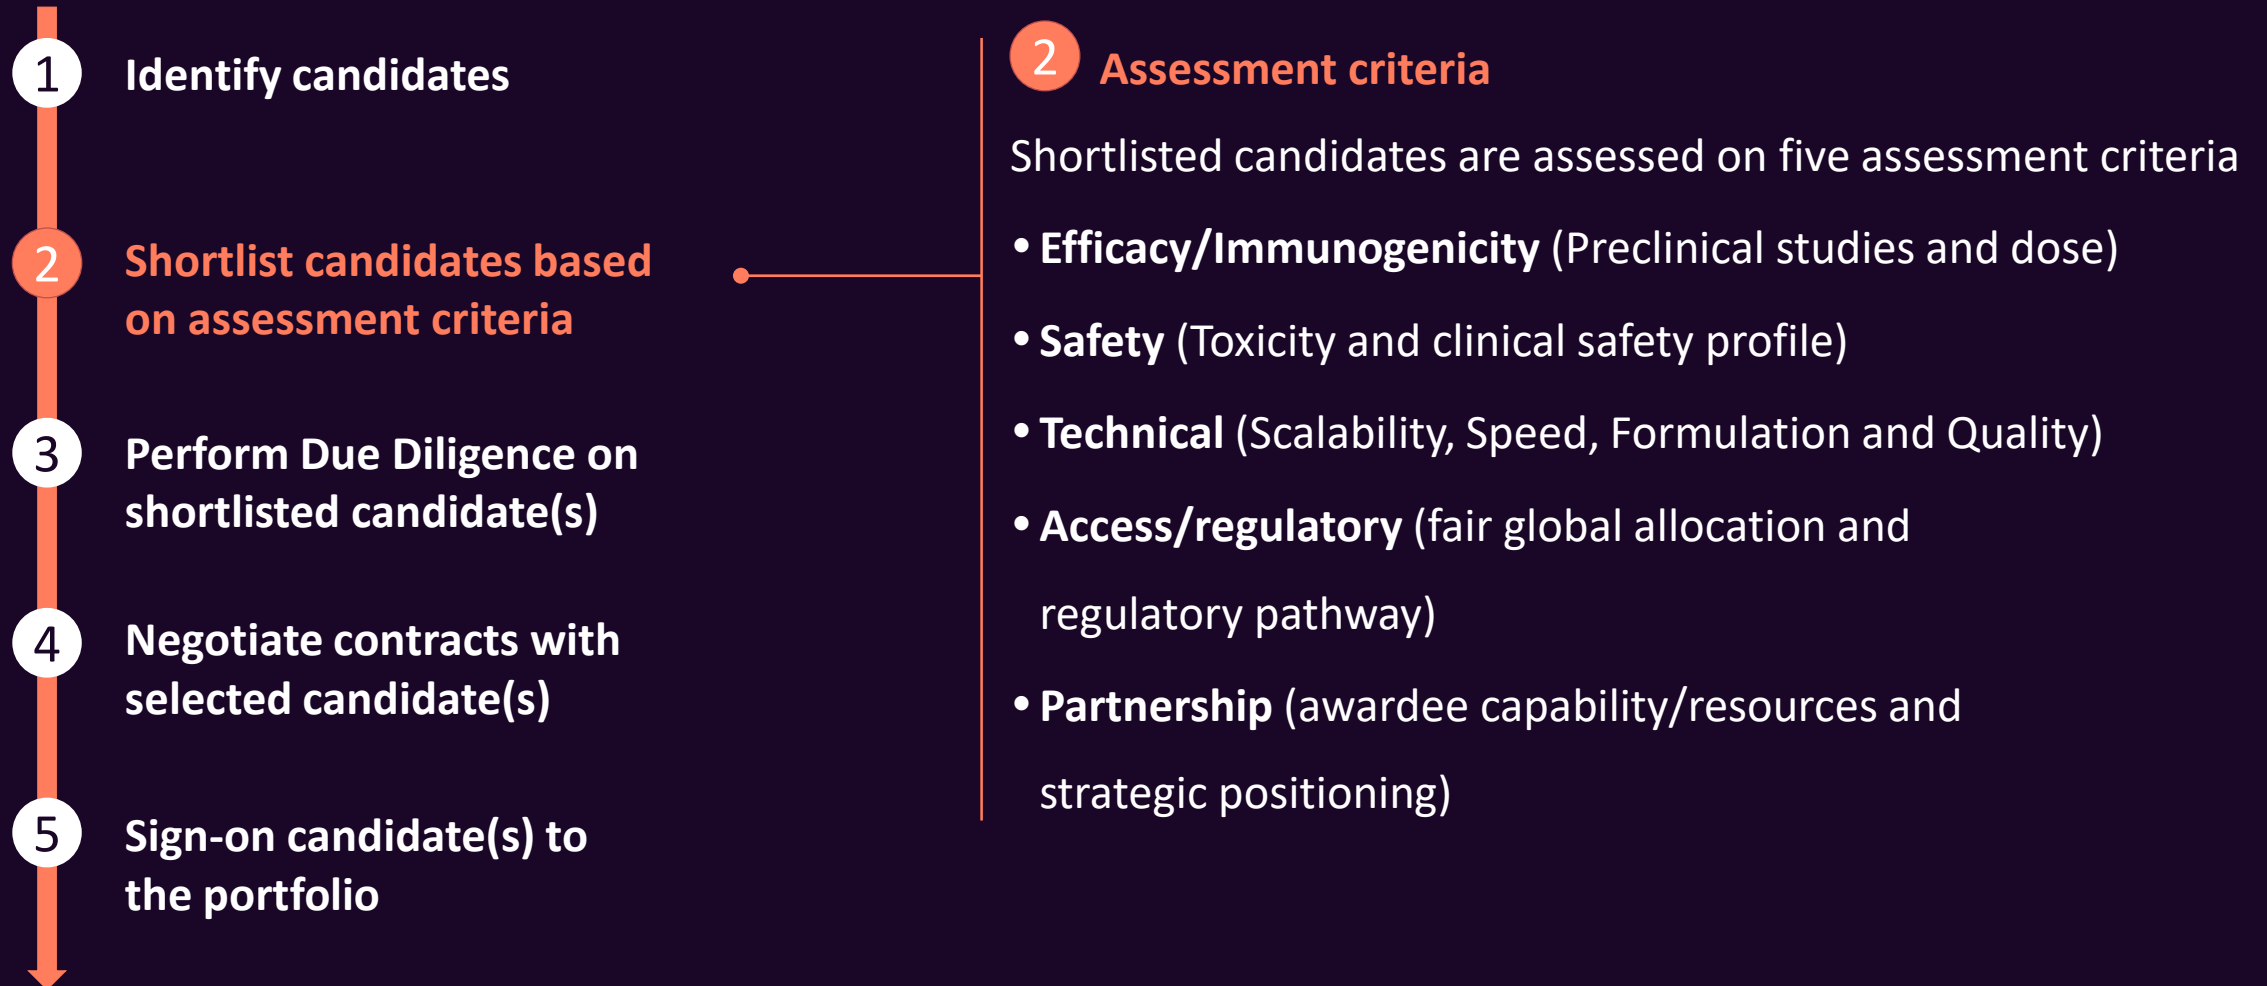 1
Identify candidates
2
Shortlist candidates based
on assessment criteria
3
Perform Due Diligence on
shortlisted candidate(s)
4
Negotiate contracts with
selected candidate(s)
5
Sign-on candidate(s) to
the portfolio
2 Assessment criteria
Shortlisted candidates are assessed on five assessment criteria
• Efficacy/Immunogenicity (Preclinical studies and dose)
• Safety (Toxicity and clinical safety profile)
• Technical (Scalability, Speed, Formulation and Quality)
• Access/regulatory (fair global allocation and
regulatory pathway)
• Partnership (awardee capability/resources and
strategic positioning)